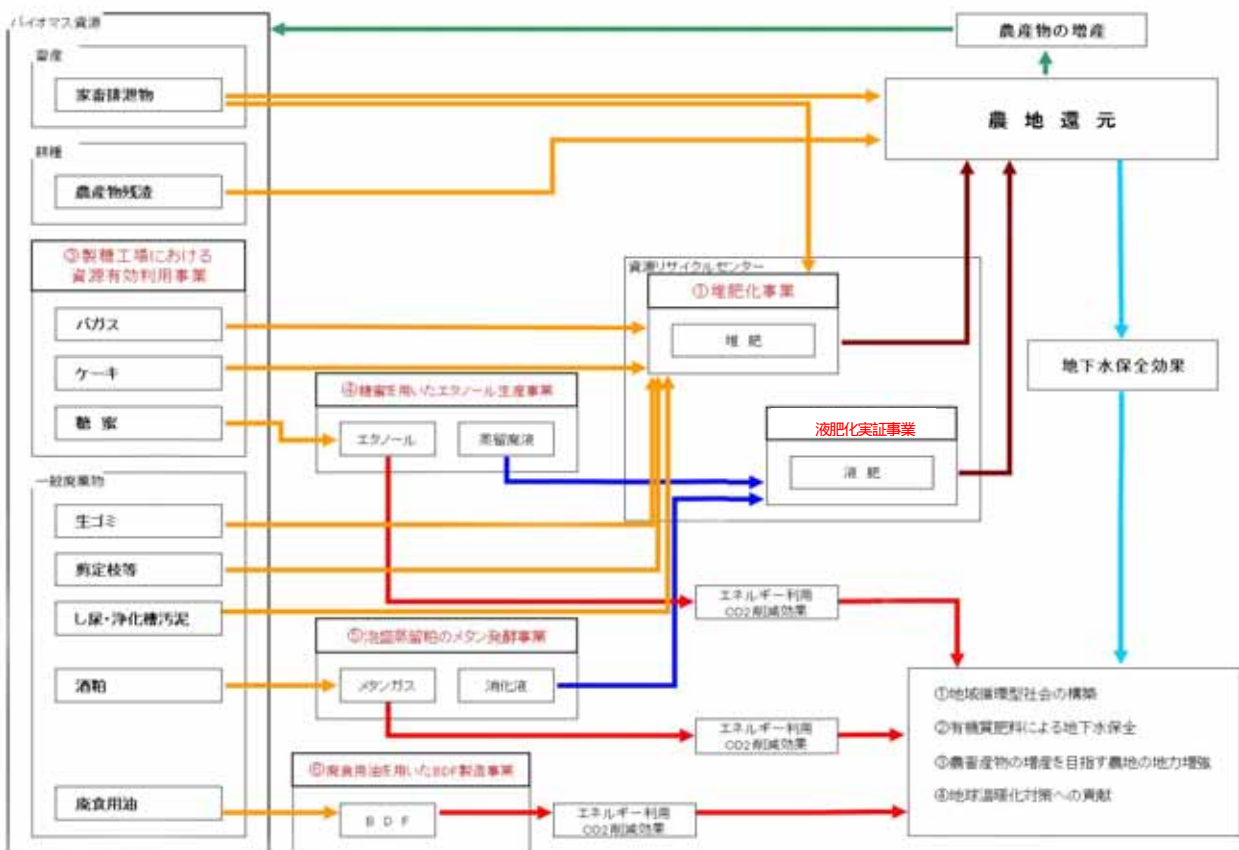 バイオマス資源
農産物の増産
畜産
家畜排泄物
農地還元
耕種
農産物残渣
③製糖工場における
資源有効利用事業
資源リサイクルセンター
①堆肥化事業
バガス
堆肥
ケーキ
地下水保全効果
④糖蜜を用いたエタノール生産事業
糖蜜
エタノール
蒸留廃液
液肥化実証事業
液肥
一般廃棄物
生ゴミ
剪定枝等
エネルギー利用
CO2削減効果
し尿・浄化槽汚泥
⑤泡盛蒸留粕のメタン発酵事業
酒粕
メタンガス
消化液
①地域循環型社会の構築
②有機質肥料による地下水保全
エネルギー利用
CO2削減効果
③農畜産物の増産を目指す農地の地力増強
⑥廃食用油を用いたBDF製造事業
④地球温暖化対策への貢献
廃食用油
BDF
エネルギー利用
CO2削減効果